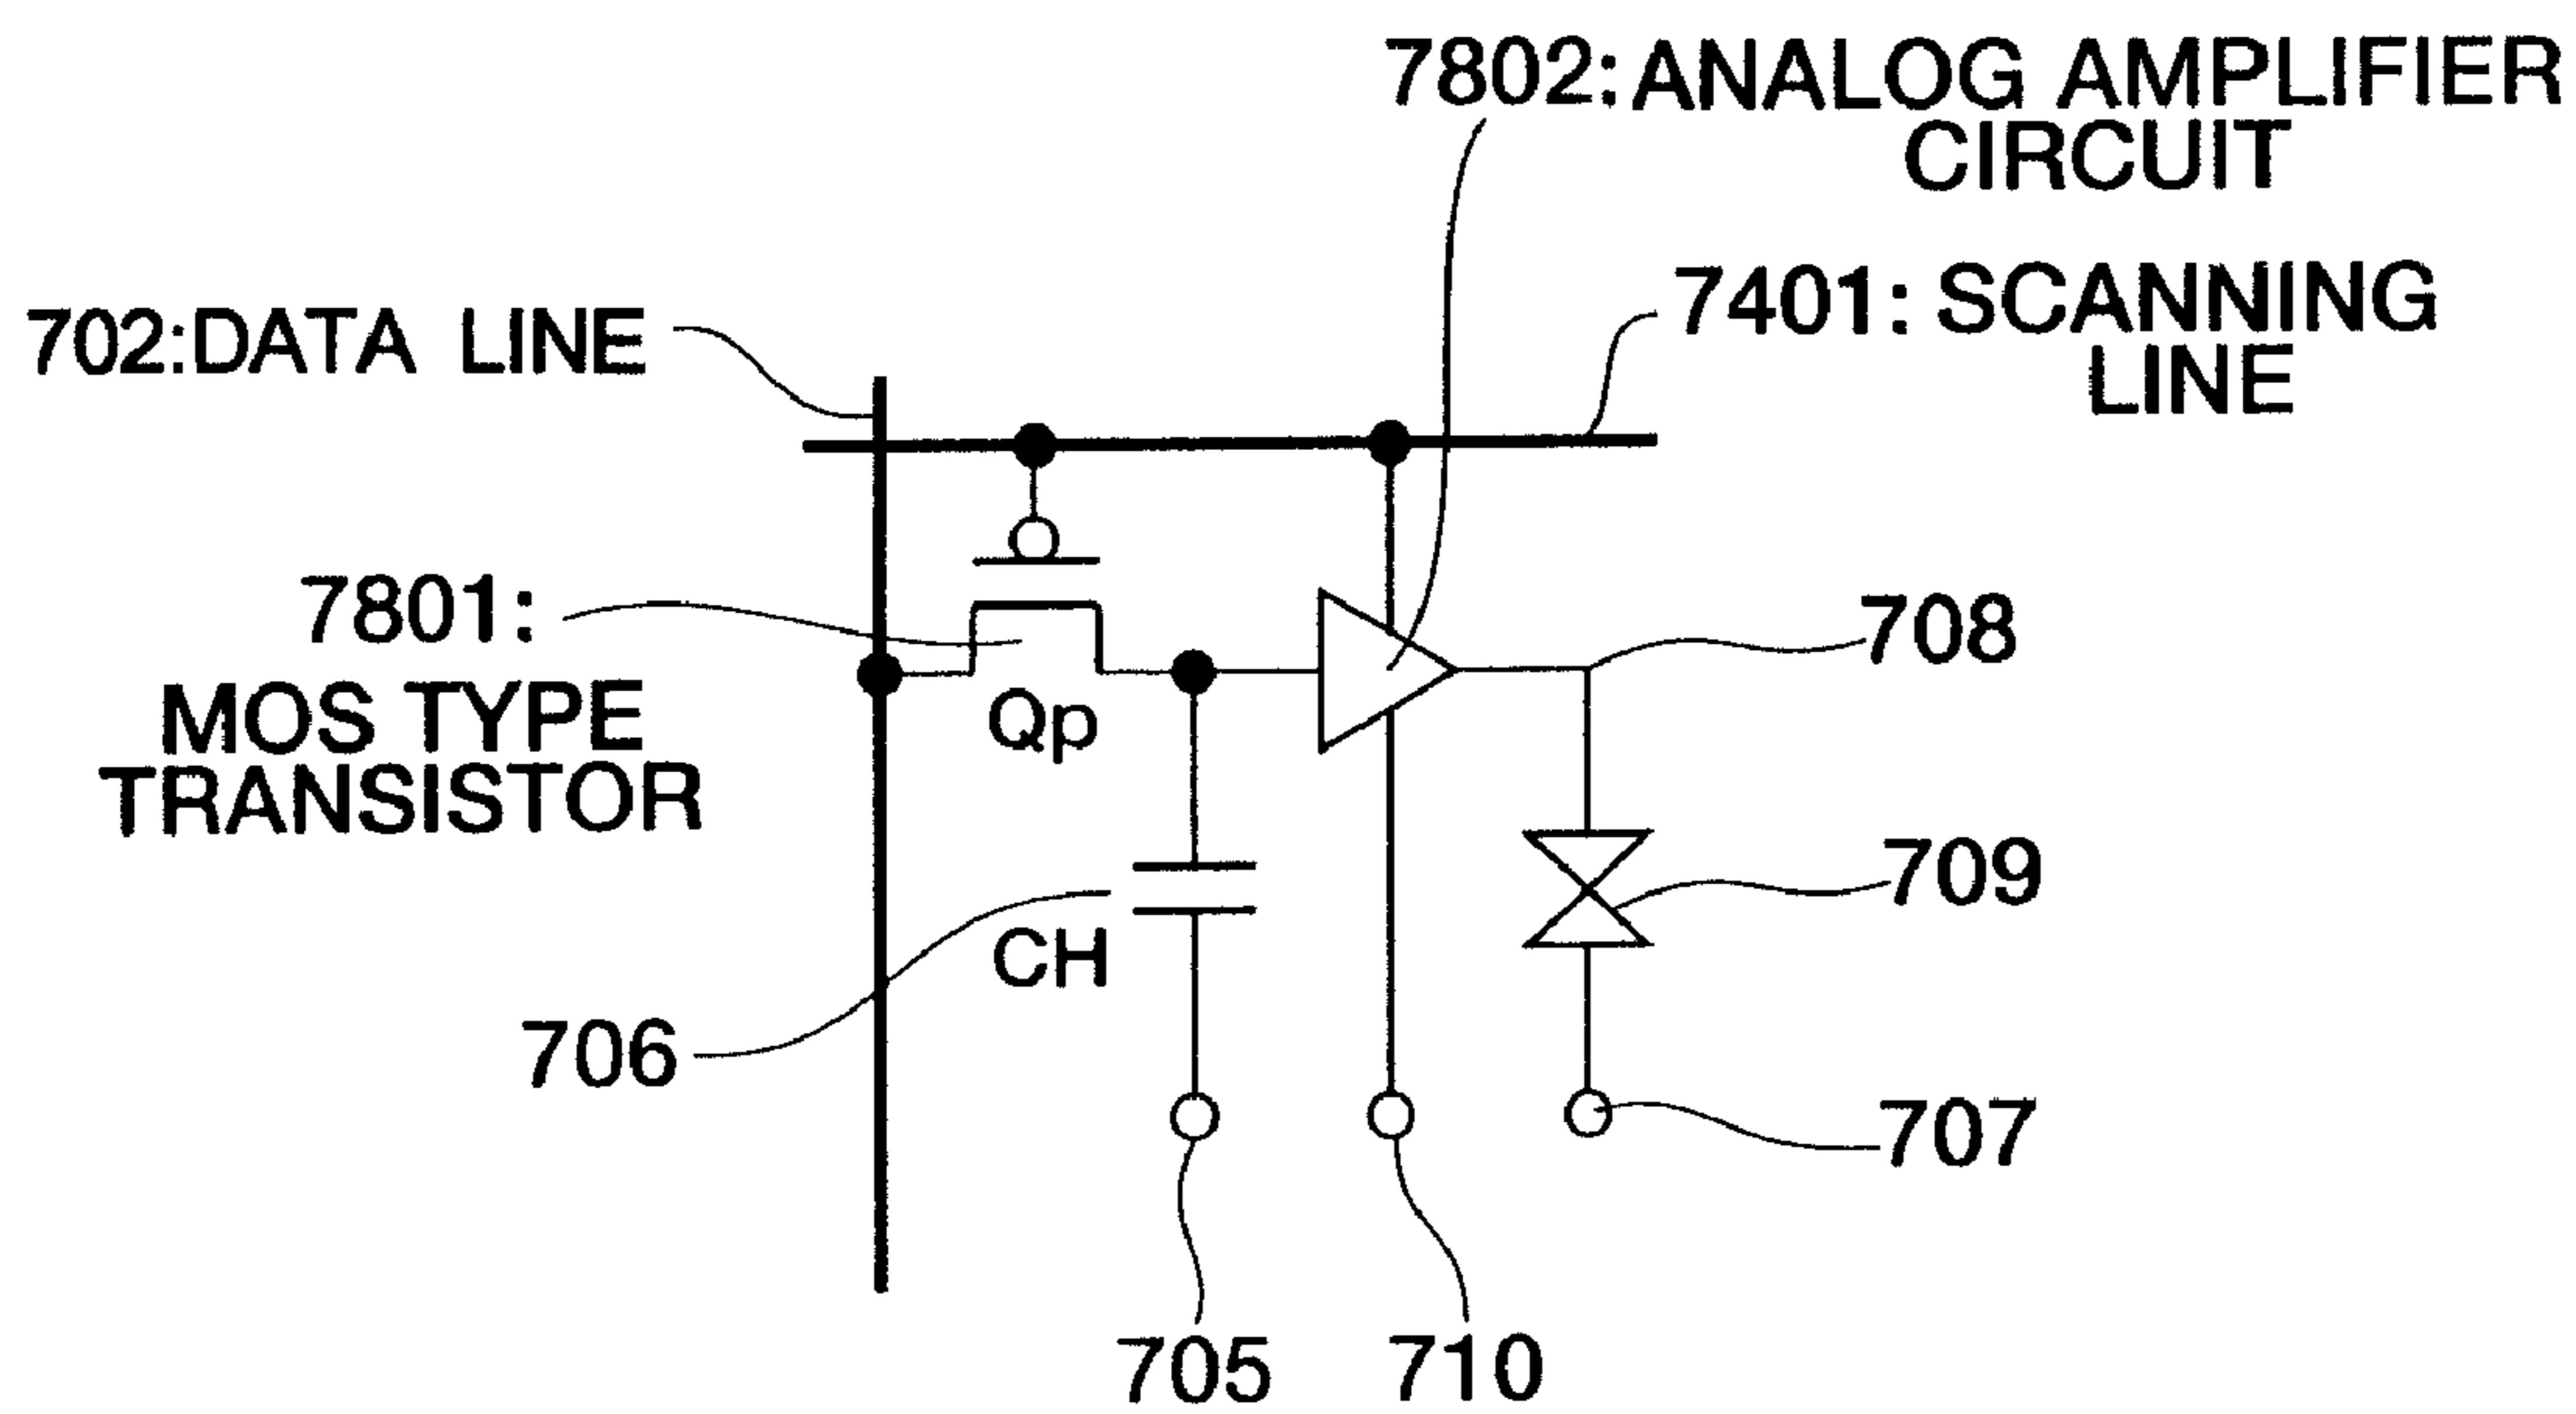 7802: ANALOG AMPLIFIER
CIRCUIT
7401: SCANNING
LINE
702: DATA LINE
7801:
MOS TYPE
TRANSISTOR
Qp
708
709
CH
706
707
705
710